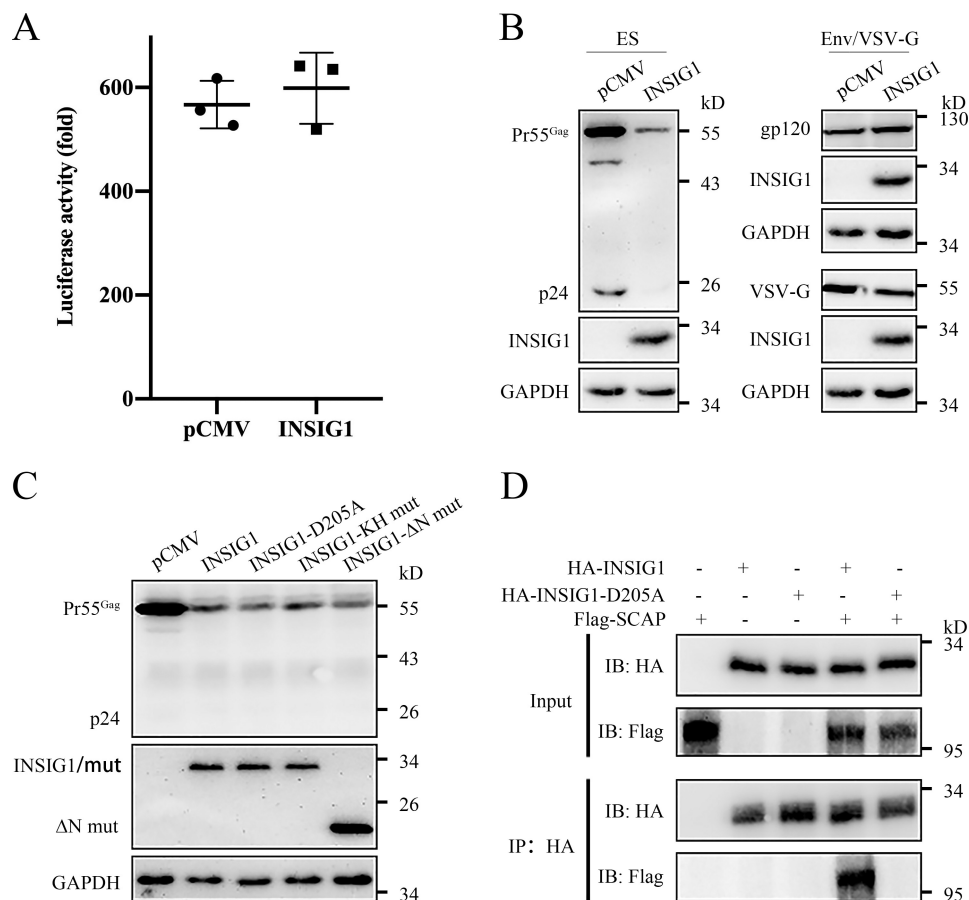 A
Luciferase actvity (fold)
600
400
200
0
pCMV INSIG1
B
ES
pCMV INSIG1
kD
Pr55Gag
55
43
p24
26
INSIG1
34
GAPDH
34
Env/VSV-G
pCMV INSIG1
kD
gp120
130
INSIG1
34
GAPDH
34
VSV-G
55
INSIG1
34
GAPDH
34
C
pCMV INSIG1 INSIG1-D205A INSIG1-KH mut INSIG1-ΔN mut
kD
Pr55Gag
55
43
p24
26
INSIG1/mut
34
26
ΔN mut
GAPDH
34
D
HA-INSIG1 - + - + -
HA-INSIG1-D205A - - + - +
Flag-SCAP + - - + +
kD
Input
IB: HA
34
IB: Flag
95
IP: HA
IB: HA
34
IB: Flag
95